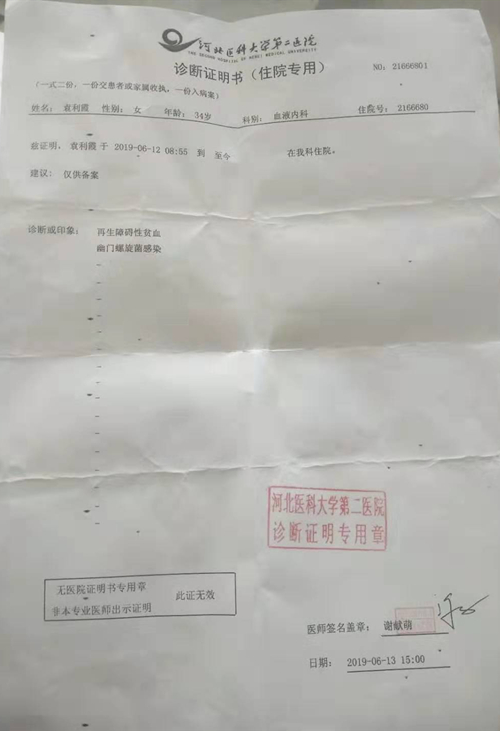 河北医科大学第二医院
THE SECOND HOSPITAL OF HEBEI MEDICAL UNIVERSITY
诊断证明书（住院专用）
NO: 21666801
（一式二份，一份交患者或家属收执，一份入病案）
姓名: 袁利霞 性别: 女 年龄: 34岁 科别: 血液内科 住院号: 2166680
兹证明, 袁利霞 于 2019-06-12 08:55 到 至今 在我科住院。
建议: 仅供备案
诊断或印象: 再生障碍性贫血
幽门螺旋菌感染
河北医科大学第二医院
诊断证明专用章
无医院证明书专用章
非本专业医师出示证明
此证无效
医师签名盖章: 谢献萌
日期: 2019-06-13 15:00